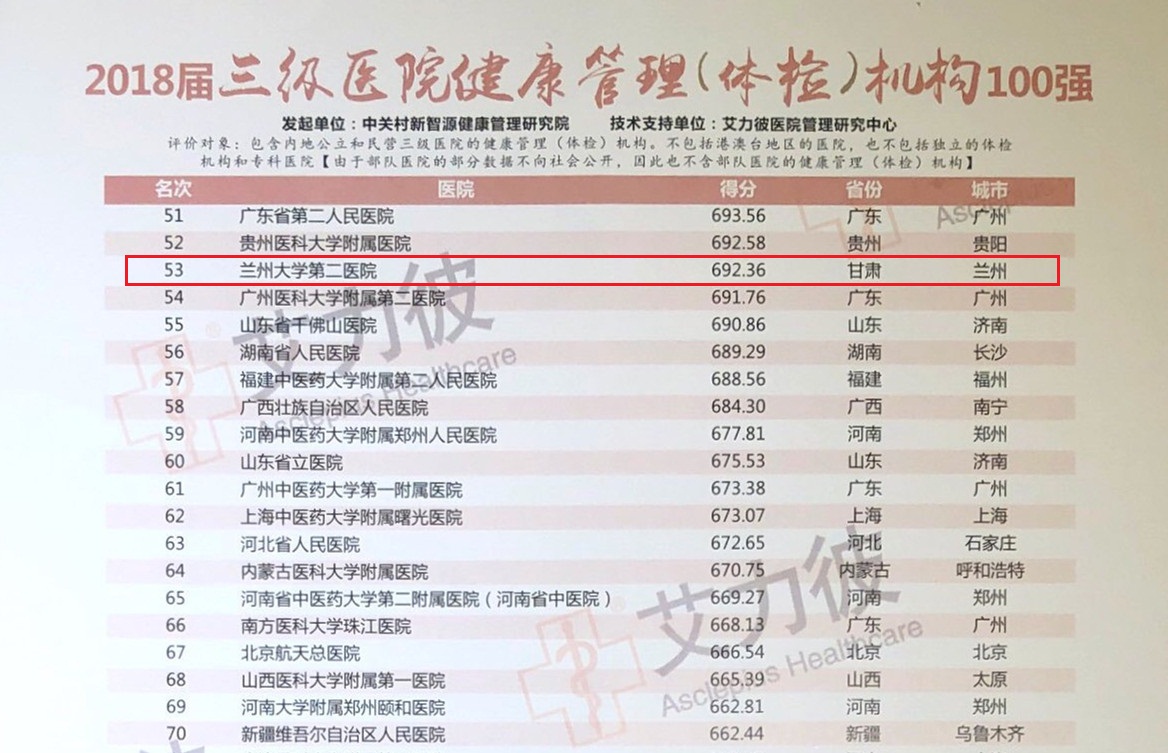 2018届三级医院健康管理(体检)机构100强
发起单位：中关村新智源健康管理研究院 技术支持单位：艾力彼医院管理研究中心
评价对象：包含内地公立和民营三级医院的健康管理（体检）机构。不包括港澳台地区的医院，也不包括独立的体检
机构和专科医院【由于部队医院的部分数据不向社会公开，因此也不含部队医院的健康管理（体检）机构】
名次 医院 得分 省份 城市
51 广东省第二人民医院 693.56 广东 广州
52 贵州医科大学附属医院 692.58 贵州 贵阳
53 兰州大学第二医院 692.36 甘肃 兰州
54 广州医科大学附属第二医院 691.76 广东 广州
55 山东省千佛山医院 690.86 山东 济南
56 湖南省人民医院 689.29 湖南 长沙
57 福建中医药大学附属第二人民医院 688.56 福建 福州
58 广西壮族自治区人民医院 684.30 广西 南宁
59 河南中医药大学附属郑州人民医院 677.81 河南 郑州
60 山东省立医院 675.53 山东 济南
61 广州中医药大学第一附属医院 673.38 广东 广州
62 上海中医药大学附属曙光医院 673.07 上海 上海
63 河北省人民医院 672.65 河北 石家庄
64 内蒙古医科大学附属医院 670.75 内蒙古 呼和浩特
65 河南省中医药大学第二附属医院（河南省中医院） 669.27 河南 郑州
66 南方医科大学珠江医院 668.13 广东 广州
67 北京航天总医院 666.54 北京 北京
68 山西医科大学附属第一医院 665.39 山西 太原
69 河南大学附属郑州颐和医院 662.81 河南 郑州
70 新疆维吾尔自治区人民医院 662.44 新疆 乌鲁木齐
艾力彼
Asclepius Healthcare
艾力彼
Asclepius Healthcare